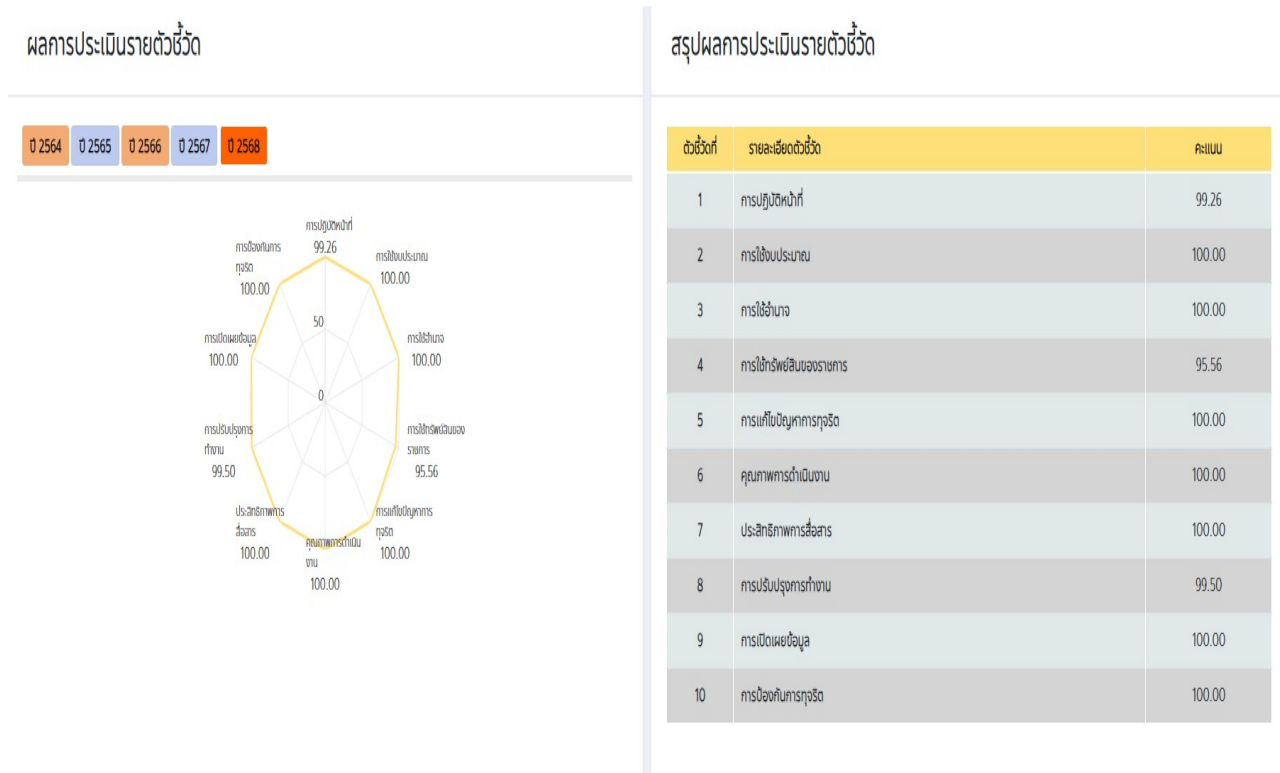 ผลการประเมินรายตัวชี้วัด
ปี 2564 ปี 2565 ปี 2566 ปี 2567 ปี 2568
การปฏิบัติหน้าที่
99.26
การใช้งบประมาณ
100.00
การใช้อำนาจ
100.00
การใช้ทรัพย์สินของ
ราชการ
95.56
การแก้ไขปัญหาการ
ทุจริต
100.00
คุณภาพการดำเนิน
งาน
100.00
ประสิทธิภาพการ
สื่อสาร
100.00
การปรับปรุงการ
ทำงาน
99.50
การเปิดเผยข้อมูล
100.00
การป้องกันการ
ทุจริต
100.00
50
0
สรุปผลการประเมินรายตัวชี้วัด
ตัวชี้วัดที่ รายละเอียดตัวชี้วัด คะแนน
1 การปฏิบัติหน้าที่ 99.26
2 การใช้งบประมาณ 100.00
3 การใช้อำนาจ 100.00
4 การใช้ทรัพย์สินของราชการ 95.56
5 การแก้ไขปัญหาการทุจริต 100.00
6 คุณภาพการดำเนินงาน 100.00
7 ประสิทธิภาพการสื่อสาร 100.00
8 การปรับปรุงการทำงาน 99.50
9 การเปิดเผยข้อมูล 100.00
10 การป้องกันการทุจริต 100.00